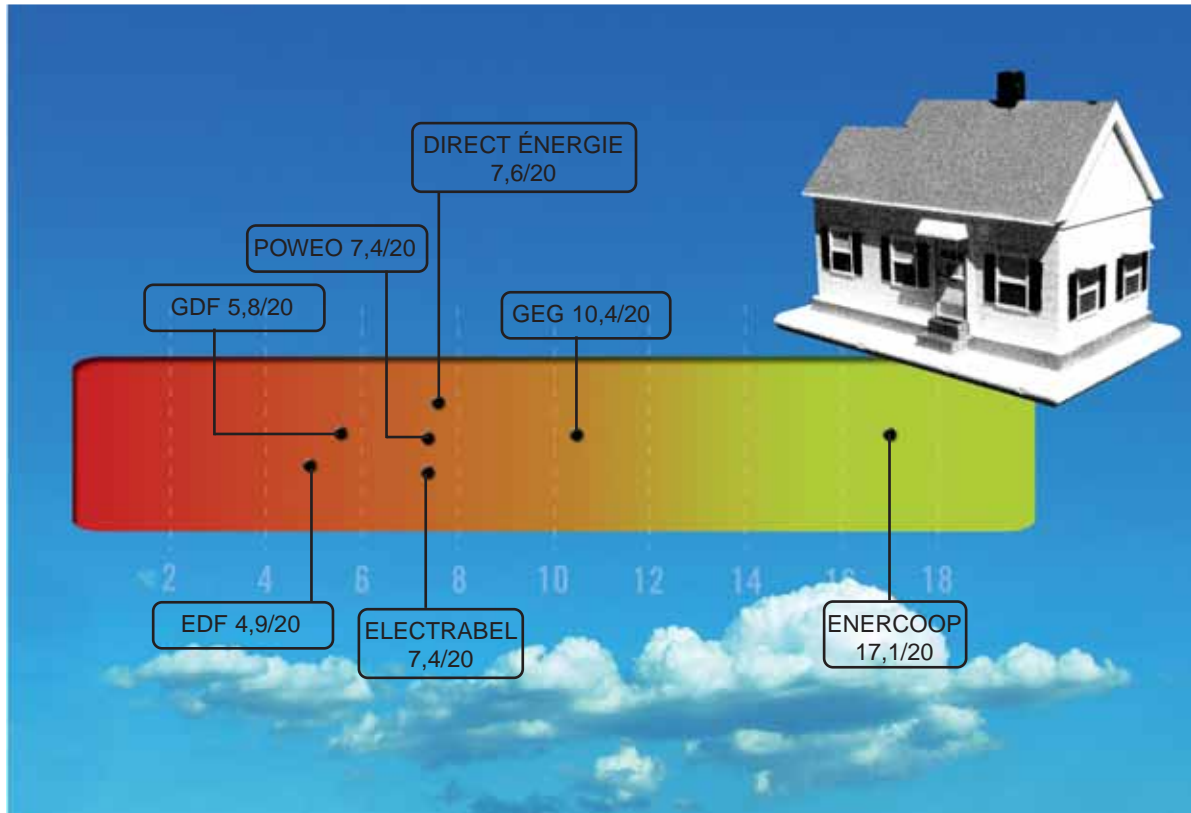 DIRECT ÉNERGIE
7,6/20
POWEO 7,4/20
GDF 5,8/20
GEG 10,4/20
2 4 6 8 10 12 14 16 18
EDF 4,9/20
ELECTRABEL
7,4/20
ENERCOOP
17,1/20